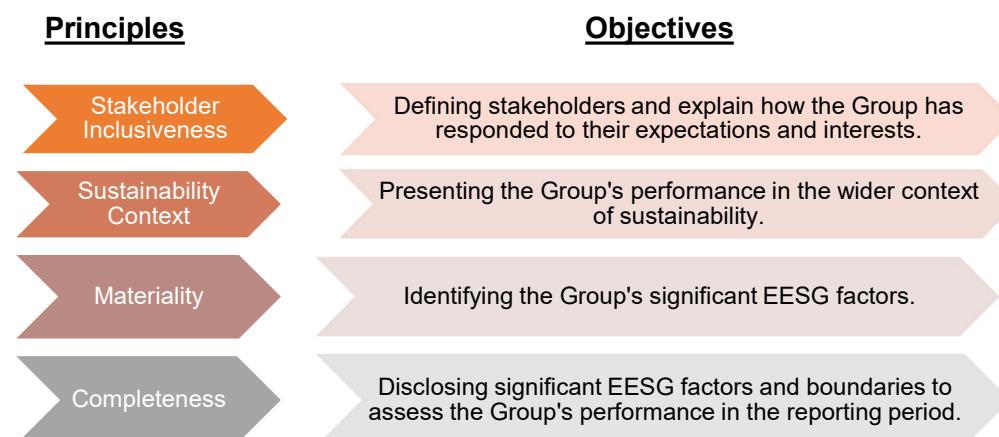 Principles
Objectives
Stakeholder
Inclusiveness
Defining stakeholders and explain how the Group has
responded to their expectations and interests.
Sustainability
Context
Presenting the Group's performance in the wider context
of sustainability.
Materiality
Identifying the Group's significant EESG factors.
Completeness
Disclosing significant EESG factors and boundaries to
assess the Group's performance in the reporting period.